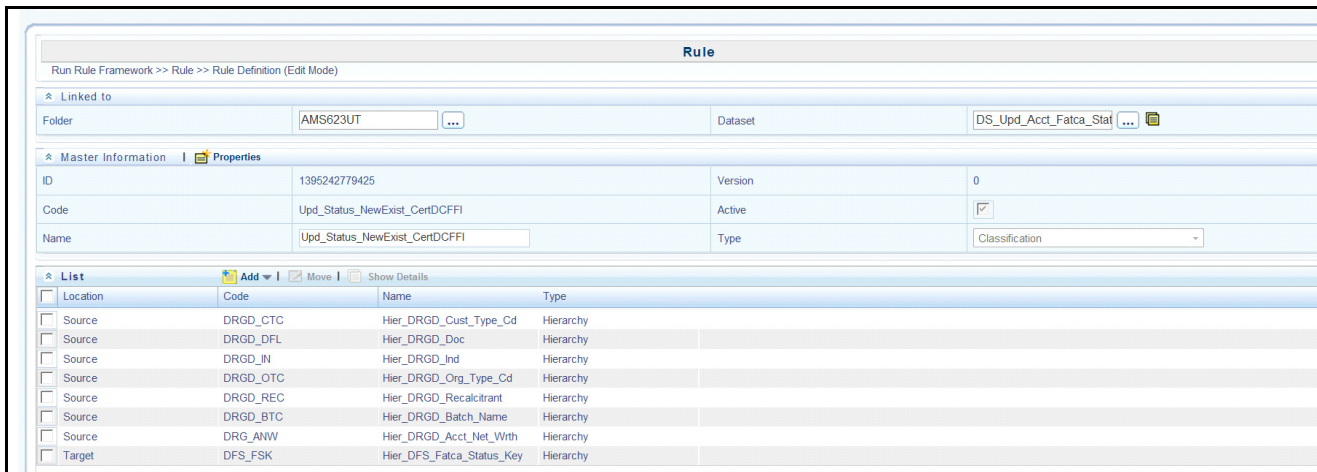 Rule
Run Rule Framework >> Rule >> Rule Definition (Edit Mode)
Linked to
Folder AMS623UT ... Dataset DS_Upd_Acct_Fatca_Stat ...
Master Information | Properties
ID 1395242779425 Version 0
Code Upd_Status_NewExist_CertDCFFI Active
Name Upd_Status_NewExist_CertDCFFI Type Classification
List Add | Move | Show Details
Location Code Name Type
Source DRGD_CTC Hier_DRGD_Cust_Type_Cd Hierarchy
Source DRGD_DFL Hier_DRGD_Doc Hierarchy
Source DRGD_IN Hier_DRGD_Ind Hierarchy
Source DRGD_OTC Hier_DRGD_Org_Type_Cd Hierarchy
Source DRGD_REC Hier_DRGD_Recalcitrant Hierarchy
Source DRGD_BTC Hier_DRGD_Batch_Name Hierarchy
Source DRG_ANW Hier_DRGD_Acct_Net_Wrth Hierarchy
Target DFS_FSK Hier_DFS_Fatca_Status_Key Hierarchy